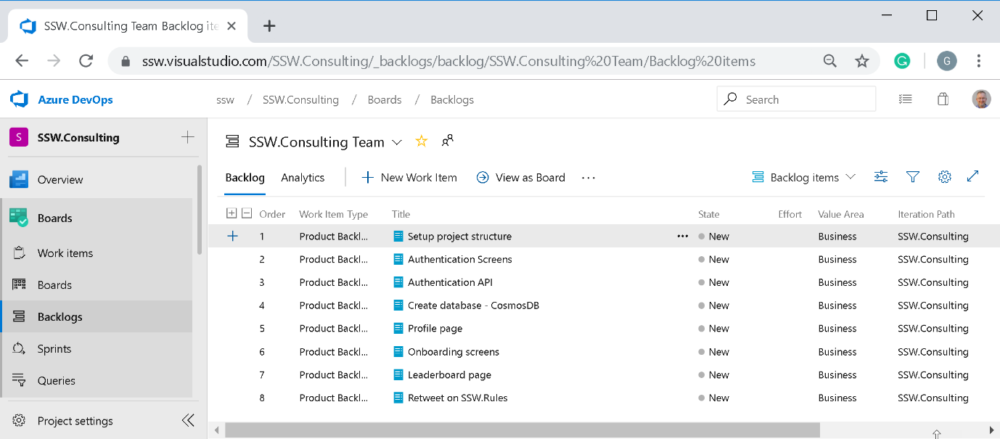 SSW.Consulting Team Backlog ite
ssw.visualstudio.com/SSW.Consulting/_backlogs/backlog/SSW.Consulting%20Team/Backlog%20items
G
G
Azure DevOps
ssw / SSW.Consulting / Boards / Backlogs
Search
S SSW.Consulting
Overview
Boards
Work items
Boards
Backlogs
Sprints
Queries
Project settings
SSW.Consulting Team
Backlog Analytics New Work Item View as Board Backlog items
Order Work Item Type Title State Effort Value Area Iteration Path
1 Product Backl... Setup project structure New Business SSW.Consulting
2 Product Backl... Authentication Screens New Business SSW.Consulting
3 Product Backl... Authentication API New Business SSW.Consulting
4 Product Backl... Create database - CosmosDB New Business SSW.Consulting
5 Product Backl... Profile page New Business SSW.Consulting
6 Product Backl... Onboarding screens New Business SSW.Consulting
7 Product Backl... Leaderboard page New Business SSW.Consulting
8 Product Backl... Retweet on SSW.Rules New Business SSW.Consulting